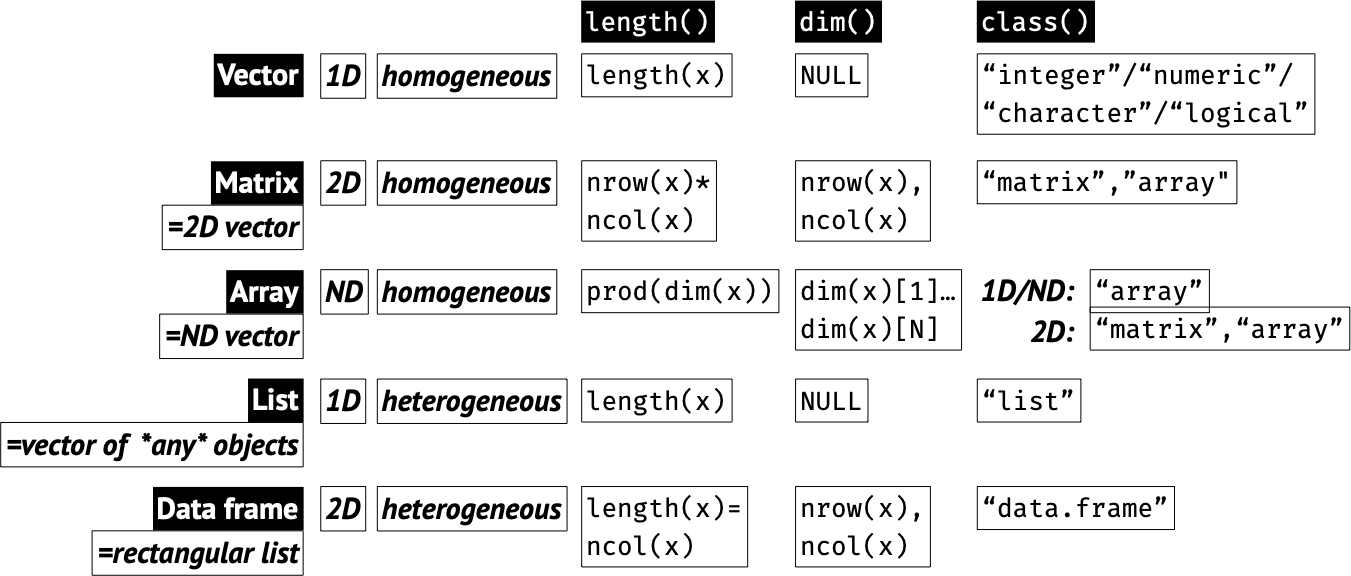 length() dim() class()
Vector 1D homogeneous length(x) NULL “integer”/“numeric”/
“character”/“logical”
Matrix 2D homogeneous nrow(x)* nrow(x), “matrix”,”array"
=2D vector ncol(x) ncol(x)
Array ND homogeneous prod(dim(x)) dim(x)[1]… 1D/ND: “array”
=ND vector dim(x)[N] 2D: “matrix”,“array”
List 1D heterogeneous length(x) NULL “list”
=vector of *any* objects
Data frame 2D heterogeneous length(x)= nrow(x), “data.frame”
=rectangular list ncol(x) ncol(x)